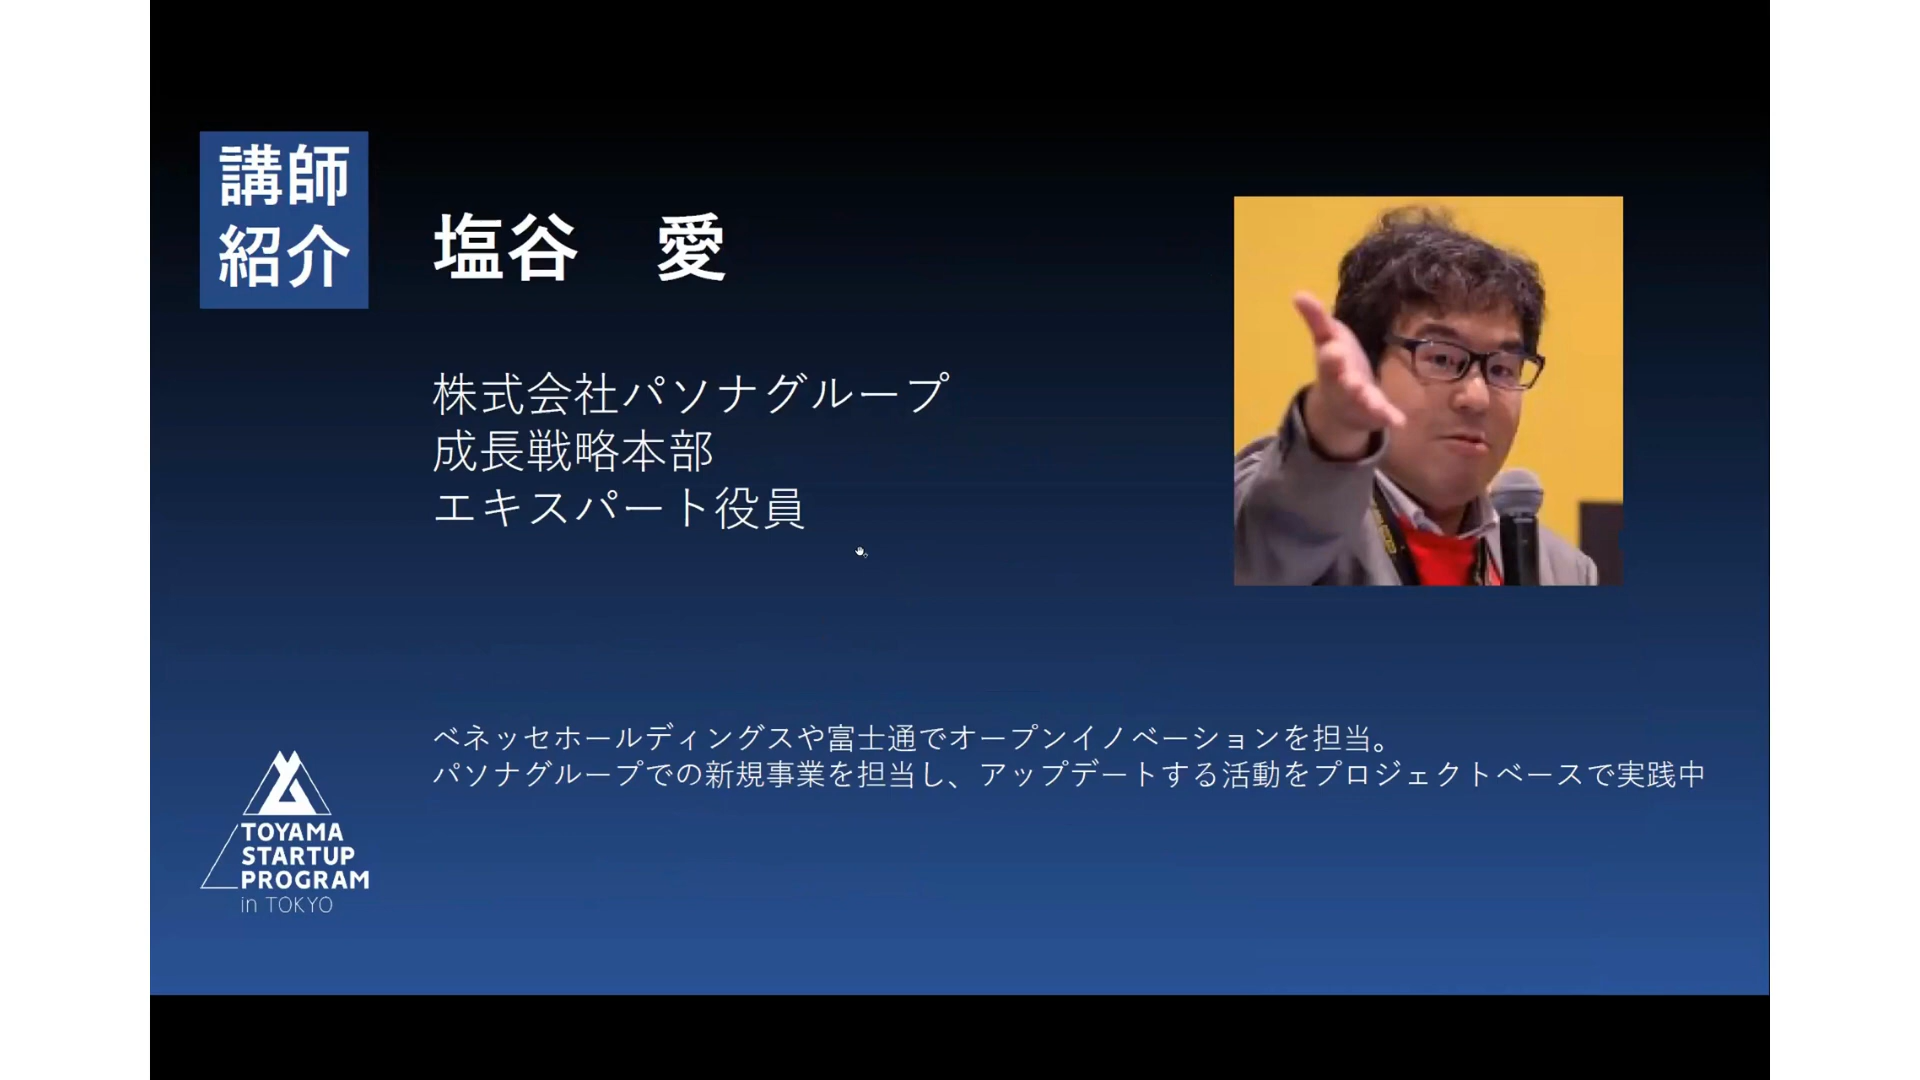 講師
紹介
塩谷　愛
株式会社パソナグループ
成長戦略本部
エキスパート役員
ベネッセホールディングスや富士通でオープンイノベーションを担当。
パソナグループでの新規事業を担当し、アップデートする活動をプロジェクトベースで実践中
TOYAMA
STARTUP
PROGRAM
in TOKYO